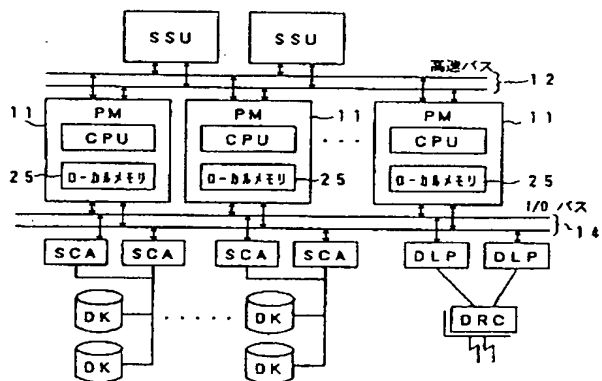 SSU SSU
高速バス
12
11 PM 11 PM 11 PM
CPU CPU CPU
25 ローカルメモリ ローカルメモリ 25 ローカルメモリ 25
I/O バス
14
SCA SCA SCA SCA DLP DLP
DK ・・・・・ DK DRC
DK DK